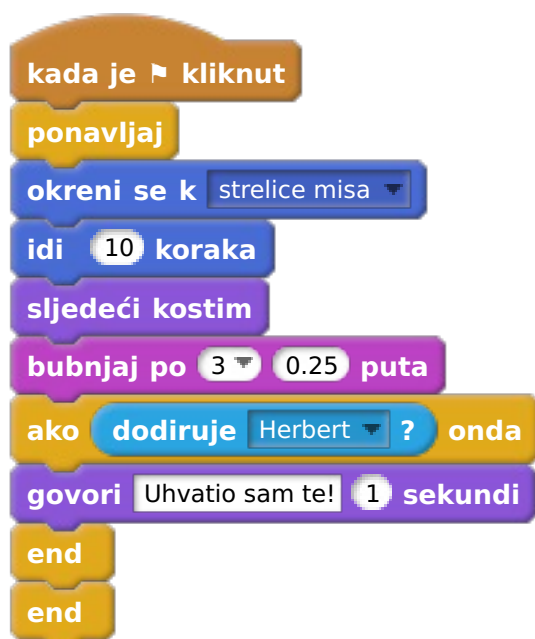 kada je ⚑ kliknut
ponavljaj
okreni se k strelice misa
idi 10 koraka
sljedeći kostim
bubnjaj po 3 0.25 puta
ako dodiruje Herbert ? onda
govori Uhvatio sam te! 1 sekundi
end
end